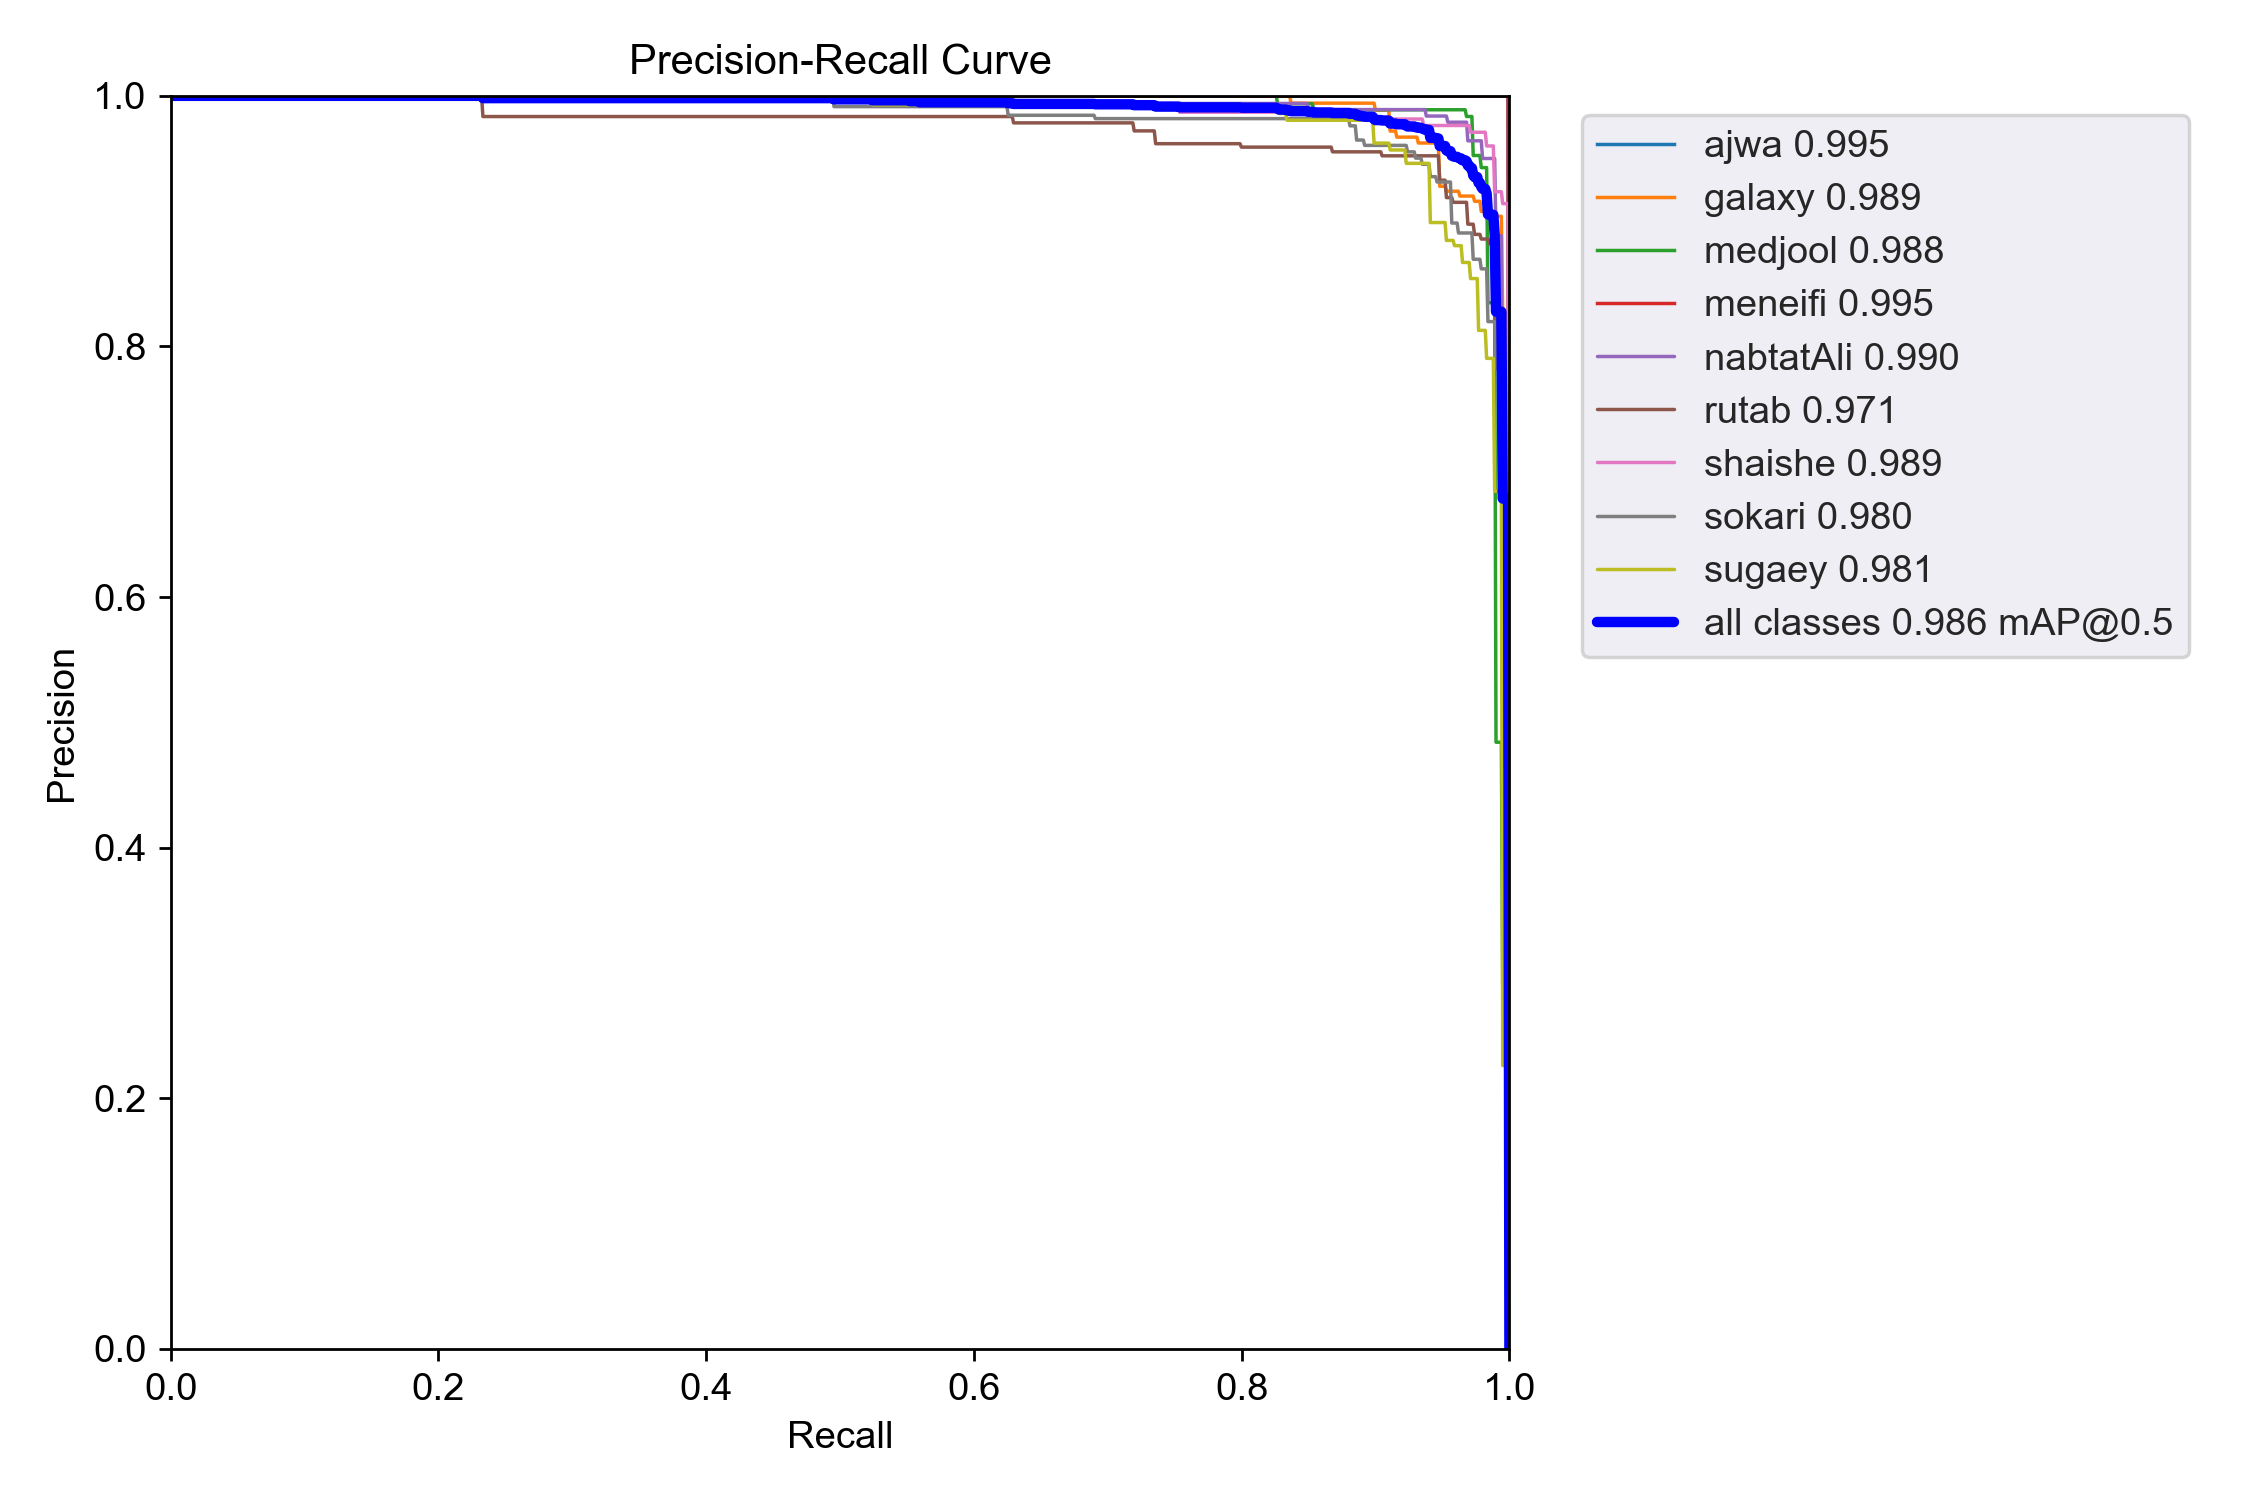 Precision-Recall Curve
1.0
0.8
0.6
0.4
0.2
0.0
Precision
0.0 0.2 0.4 0.6 0.8 1.0
Recall
ajwa 0.995
galaxy 0.989
medjool 0.988
meneifi 0.995
nabtatAli 0.990
rutab 0.971
shaishe 0.989
sokari 0.980
sugaey 0.981
all classes 0.986 mAP@0.5